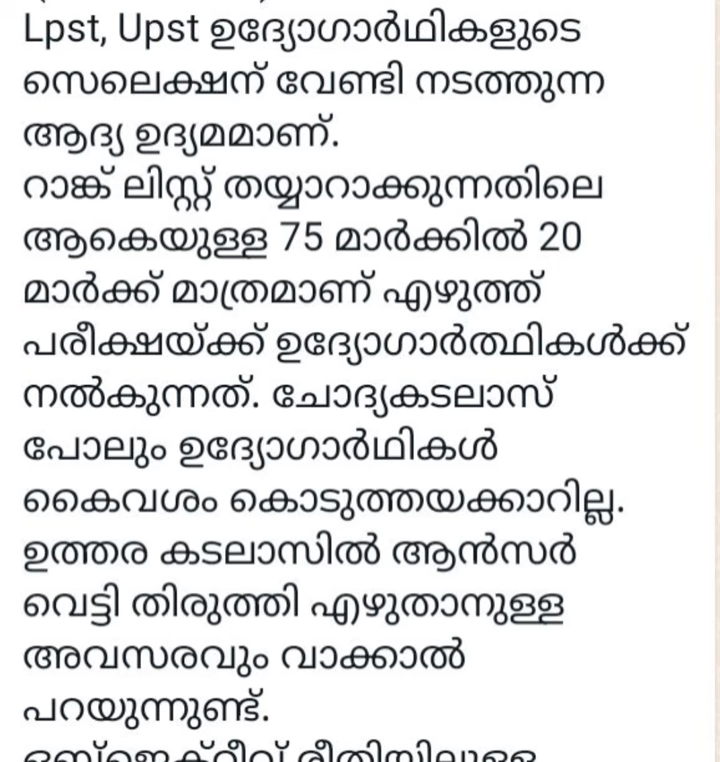 Lpst, Upst ഉദ്യോഗാർഥികളുടെ
സെലെക്ഷന് വേണ്ടി നടത്തുന്ന
ആദ്യ ഉദ്യമമാണ്.
റാങ്ക് ലിസ്റ്റ് തയ്യാറാക്കുന്നതിലെ
ആകെയുള്ള 75 മാർക്കിൽ 20
മാർക്ക് മാത്രമാണ് എഴുത്ത്
പരീക്ഷയ്ക്ക് ഉദ്യോഗാർത്ഥികൾക്ക്
നൽകുന്നത്. ചോദ്യകടലാസ്
പോലും ഉദ്യോഗാർഥികൾ
കൈവശം കൊടുത്തയക്കാറില്ല.
ഉത്തര കടലാസിൽ ആൻസർ
വെട്ടി തിരുത്തി എഴുതാനുള്ള
അവസരവും വാക്കാൽ
പറയുന്നുണ്ട്.
ഒബ്ജെക്റ്റീവ് രീതിയിലുള്ള